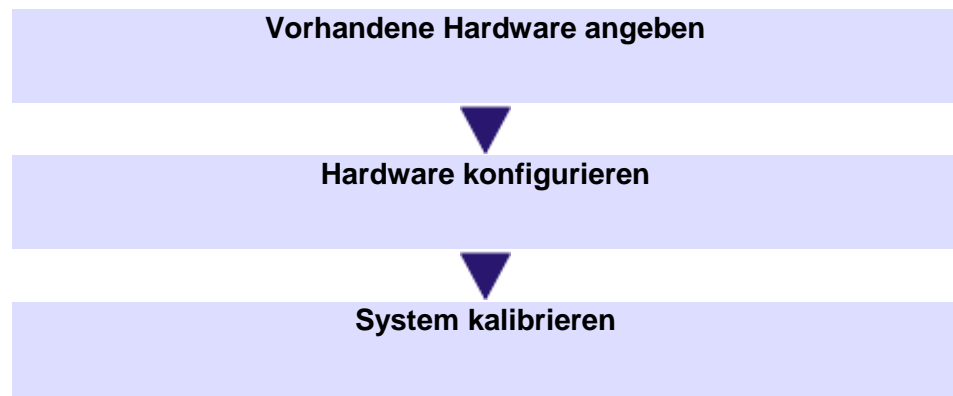 Vorhandene Hardware angeben
Hardware konfigurieren
System kalibrieren